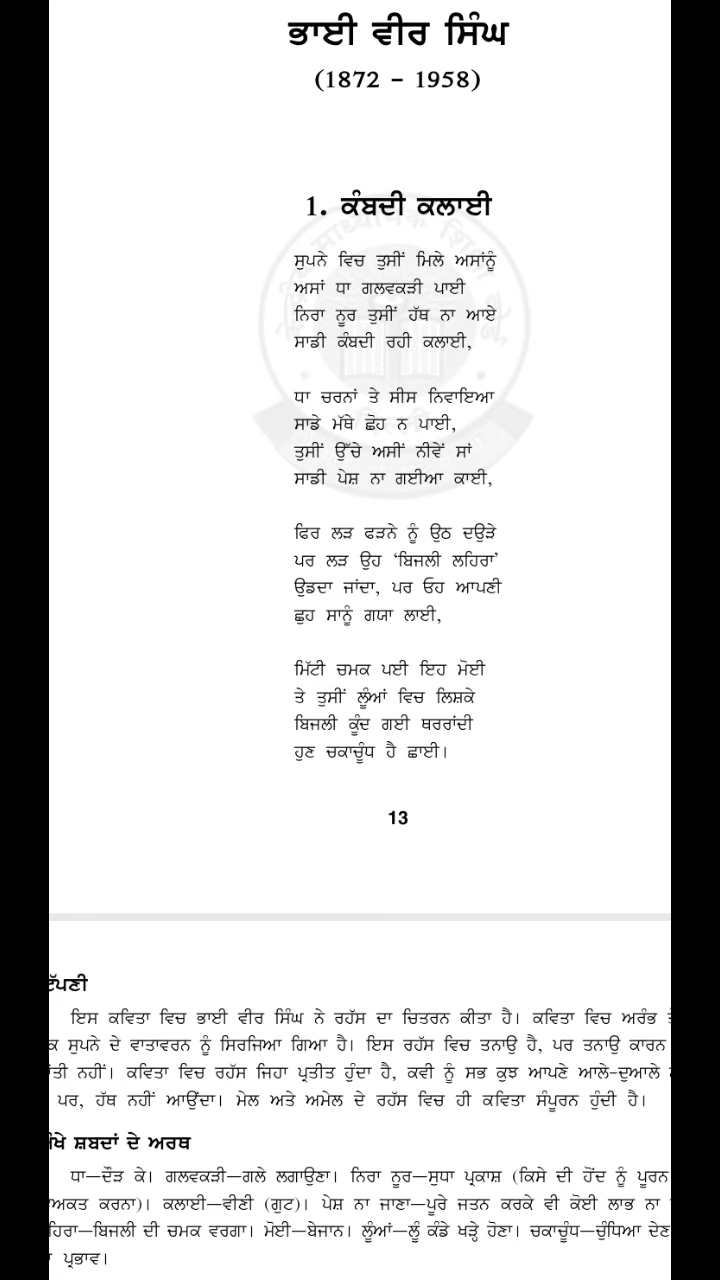 ਭਾਈ ਵੀਰ ਸਿੰਘ
(1872 – 1958)
1. ਕੰਬਦੀ ਕਲਾਈ
ਸੁਪਨੇ ਵਿਚ ਤੁਸੀਂ ਮਿਲੇ ਅਸਾਂਨੂੰ
ਅਸਾਂ ਧਾ ਗਲਵਕੜੀ ਪਾਈ
ਨਿਰਾ ਨੂਰ ਤੁਸੀਂ ਹੱਥ ਨਾ ਆਏ
ਸਾਡੀ ਕੰਬਦੀ ਰਹੀ ਕਲਾਈ,
ਧਾ ਚਰਨਾਂ ਤੇ ਸੀਸ ਨਿਵਾਇਆ
ਸਾਡੇ ਮੱਥੇ ਛੋਹ ਨ ਪਾਈ,
ਤੁਸੀਂ ਉੱਚੇ ਅਸੀਂ ਨੀਵੇਂ ਸਾਂ
ਸਾਡੀ ਪੇਸ਼ ਨਾ ਗਈਆ ਕਾਈ,
ਫਿਰ ਲੜ ਫੜਨੇ ਨੂੰ ਉਠ ਦਉੜੇ
ਪਰ ਲੜ ਉਹ ‘ਬਿਜਲੀ ਲਹਿਰਾ’
ਉਡਦਾ ਜਾਂਦਾ, ਪਰ ਓਹ ਆਪਣੀ
ਛੁਹ ਸਾਨੂੰ ਗਯਾ ਲਾਈ,
ਮਿੱਟੀ ਚਮਕ ਪਈ ਇਹ ਮੋਈ
ਤੇ ਤੁਸੀਂ ਲੂੰਆਂ ਵਿਚ ਲਿਸ਼ਕੇ
ਬਿਜਲੀ ਕੂੰਦ ਗਈ ਥਰਰਾਂਦੀ
ਹੁਣ ਚਕਾਚੂੰਧ ਹੈ ਛਾਈ।
13
ਟਿੱਪਣੀ
ਇਸ ਕਵਿਤਾ ਵਿਚ ਭਾਈ ਵੀਰ ਸਿੰਘ ਨੇ ਰਹੱਸ ਦਾ ਚਿਤਰਨ ਕੀਤਾ ਹੈ। ਕਵਿਤਾ ਵਿਚ ਅਰੰਭ
ਸੁਪਨੇ ਦੇ ਵਾਤਾਵਰਨ ਨੂੰ ਸਿਰਜਿਆ ਗਿਆ ਹੈ। ਇਸ ਰਹੱਸ ਵਿਚ ਤਨਾਉ ਹੈ, ਪਰ ਤਨਾਉ ਕਾਰਨ
ਨਹੀਂ। ਕਵਿਤਾ ਵਿਚ ਰਹੱਸ ਜਿਹਾ ਪ੍ਰਤੀਤ ਹੁੰਦਾ ਹੈ, ਕਵੀ ਨੂੰ ਸਭ ਕੁਝ ਆਪਣੇ ਆਲੇ-ਦੁਆਲੇ
ਪਰ, ਹੱਥ ਨਹੀਂ ਆਉਂਦਾ। ਮੇਲ ਅਤੇ ਅਮੇਲ ਦੇ ਰਹੱਸ ਵਿਚ ਹੀ ਕਵਿਤਾ ਸੰਪੂਰਨ ਹੁੰਦੀ ਹੈ।
ਸ਼ਬਦਾਂ ਦੇ ਅਰਥ
ਧਾ—ਦੌੜ ਕੇ। ਗਲਵਕੜੀ—ਗਲੇ ਲਗਾਉਣਾ। ਨਿਰਾ ਨੂਰ—ਸੁਧਾ ਪ੍ਰਕਾਸ਼ (ਕਿਸੇ ਦੀ ਹੋਂਦ ਨੂੰ ਪੂਰਨ
ਕਰਨਾ)। ਕਲਾਈ—ਵੀਣੀ (ਗੁਟ)। ਪੇਸ਼ ਨਾ ਜਾਣਾ—ਪੂਰੇ ਜਤਨ ਕਰਕੇ ਵੀ ਕੋਈ ਲਾਭ ਨਾ
—ਬਿਜਲੀ ਦੀ ਚਮਕ ਵਰਗਾ। ਮੋਈ—ਬੇਜਾਨ। ਲੂੰਆਂ—ਲੂੰ ਕੰਡੇ ਖੜ੍ਹੇ ਹੋਣਾ। ਚਕਾਚੂੰਧ—ਚੁੰਧਿਆ ਦੇਣ
ਪ੍ਰਭਾਵ।